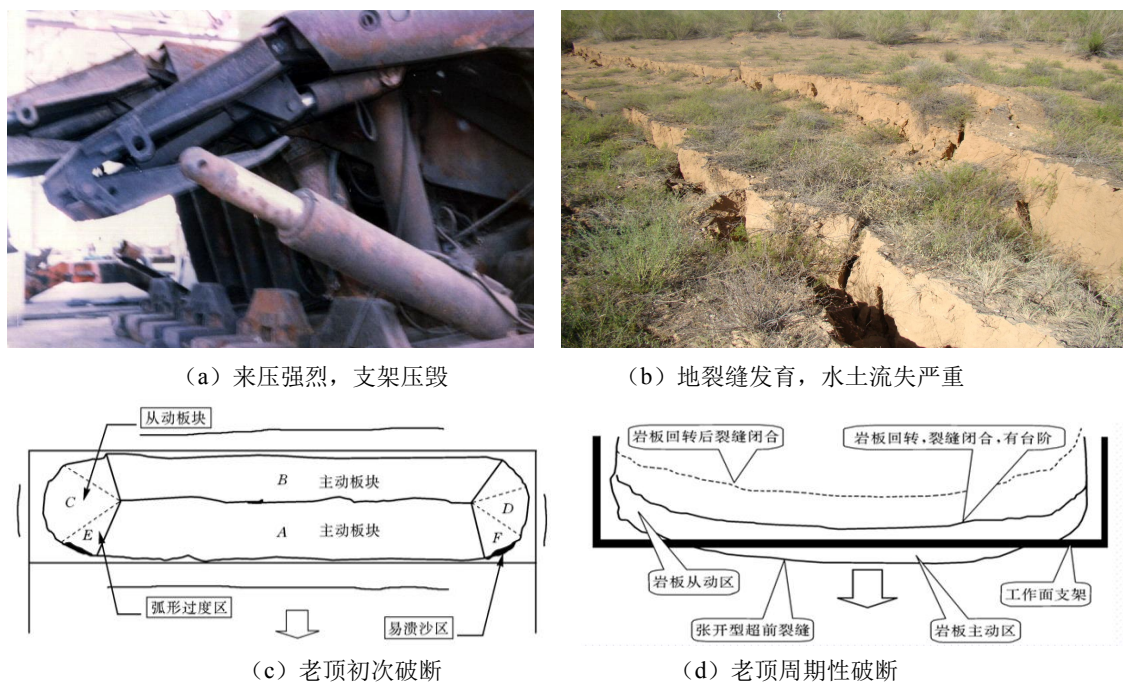 （a）来压强烈，支架压毁
（b）地裂缝发育，水土流失严重
从动板块
B 主动板块
C
D
A 主动板块
E
F
弧形过度区
易溃沙区
（c）老顶初次破断
岩板回转后裂缝闭合
岩板回转，裂缝闭合，有台阶
岩板从动区
工作面支架
张开型超前裂缝
岩板主动区
（d）老顶周期性破断